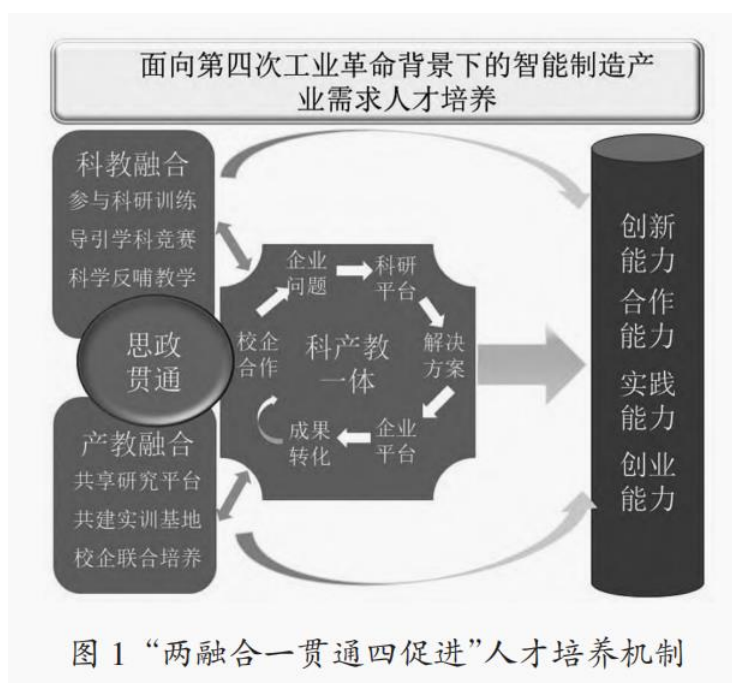 面向第四次工业革命背景下的智能制造产
业需求人才培养
科教融合
参与科研训练
导引学科竞赛
科学反哺教学
思政
贯通
产教融合
共享研究平台
共建实训基地
校企联合培养
企业
问题
科研
平台
解决
方案
企业
平台
成果
转化
校企
合作
科产教
一体
创新
能力
合作
能力
实践
能力
创业
能力
图 1 “两融合一贯通四促进”人才培养机制